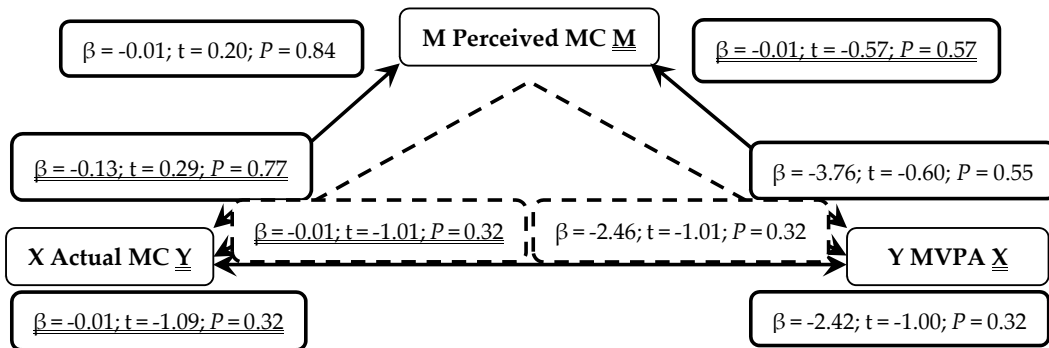 β = -0.01; t = 0.20; P = 0.84
M Perceived MC M
β = -0.01; t = -0.57; P = 0.57
β = -0.13; t = 0.29; P = 0.77
β = -3.76; t = -0.60; P = 0.55
β = -0.01; t = -1.01; P = 0.32
β = -2.46; t = -1.01; P = 0.32
X Actual MC Y
Y MVPA X
β = -0.01; t = -1.09; P = 0.32
β = -2.42; t = -1.00; P = 0.32